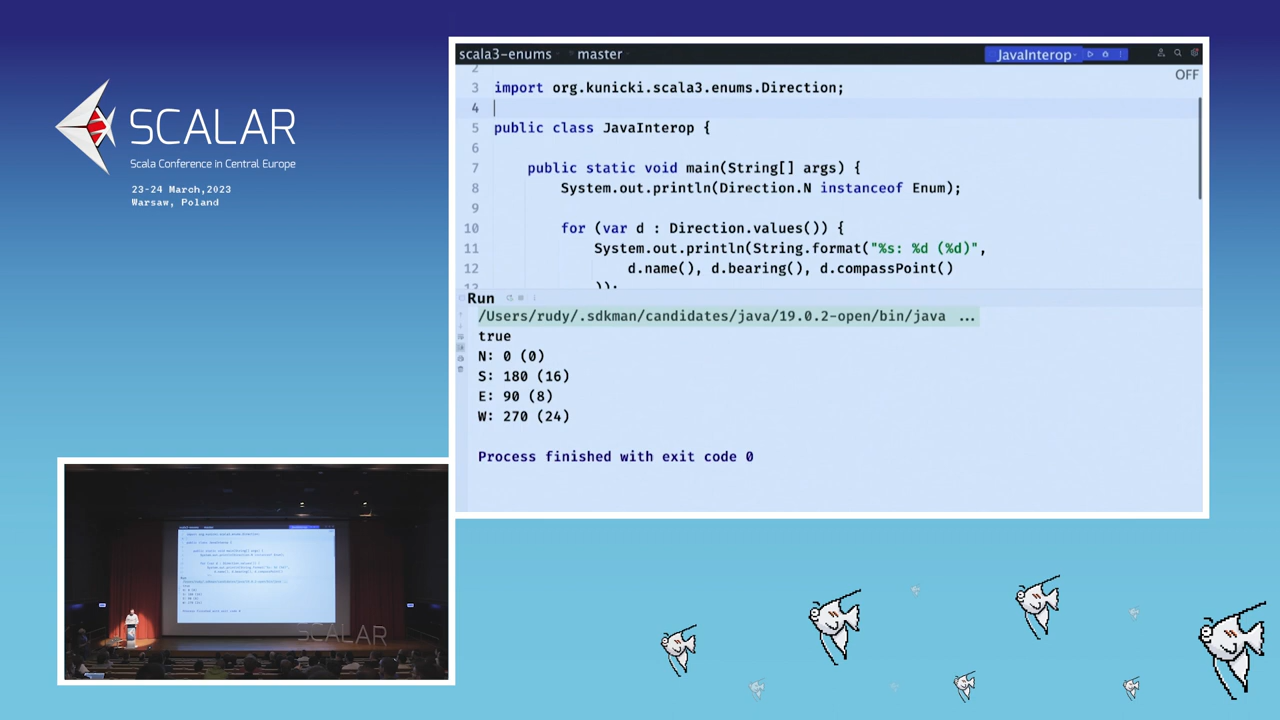 SCALAR
Scala Conference in Central Europe
23-24 March,2023
Warsaw, Poland
scala3-enums master JavaInterop
OFF
2
3 import org.kunicki.scala3.enums.Direction;
4
5 public class JavaInterop {
6
7 public static void main(String[] args) {
8 System.out.println(Direction.N instanceof Enum);
9
10 for (var d : Direction.values()) {
11 System.out.println(String.format("%s: %d (%d)",
12 d.name(), d.bearing(), d.compassPoint()
13 ));
Run
/Users/rudy/.sdkman/candidates/java/19.0.2-open/bin/java ...
true
N: 0 (0)
S: 180 (16)
E: 90 (8)
W: 270 (24)
Process finished with exit code 0
SCALAR